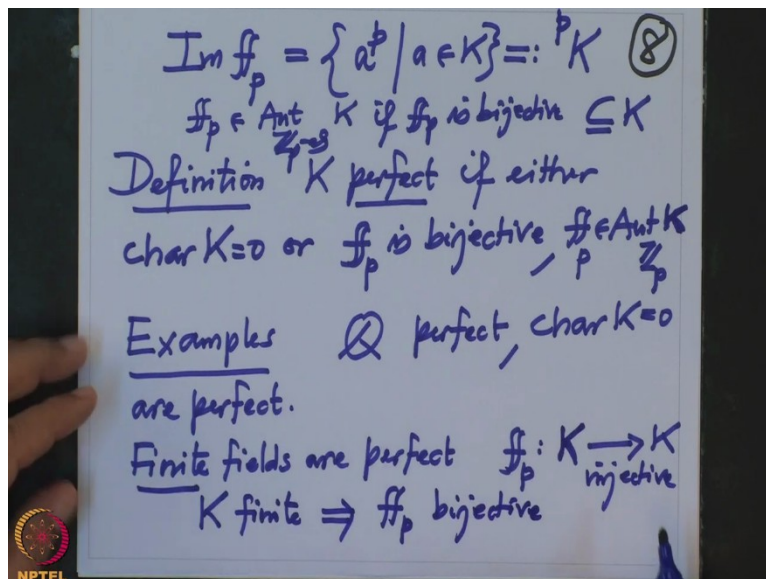 Im 𝒇_p = { a^p | a ∈ K } =: ^pK ⑧
𝒇_p ∈ Aut_{ℤ_p-alg} K if 𝒇_p is bijective ⊆ K
Definition K perfect if either
char K=0 or 𝒇_p is bijective, 𝒇_p ∈ Aut_{ℤ_p} K
Examples ℚ perfect, char K=0
are perfect.
Finite fields are perfect 𝒇_p : K ⟶ K
injective
K finite ⇒ 𝒇_p bijective
NPTEL